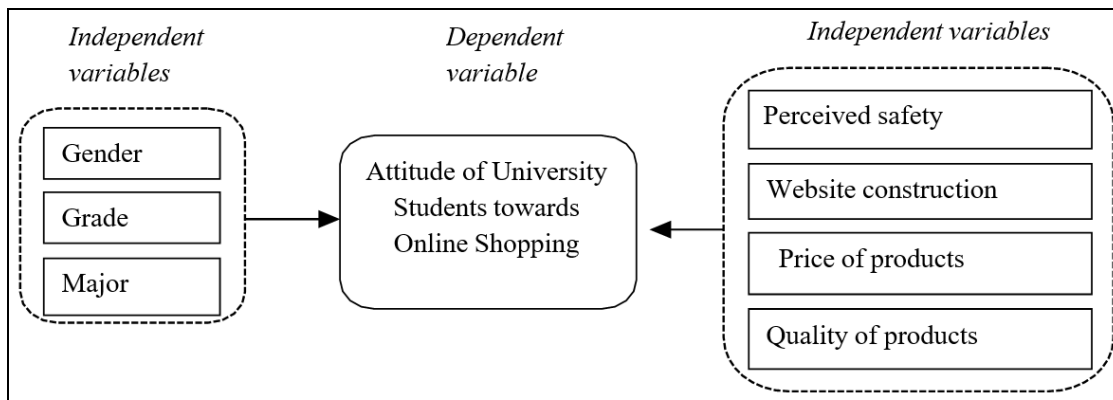 Independent
variables
Gender
Grade
Major
Dependent
variable
Attitude of University
Students towards
Online Shopping
Independent variables
Perceived safety
Website construction
Price of products
Quality of products